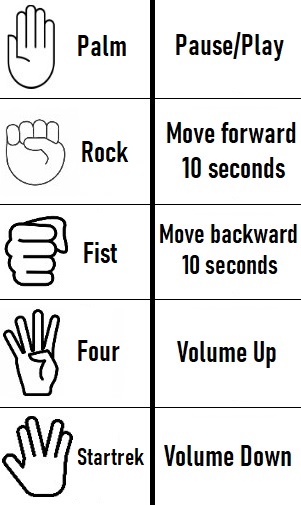 Palm
Pause/Play
Rock
Move forward
10 seconds
Fist
Move backward
10 seconds
Four
Volume Up
Startrek
Volume Down